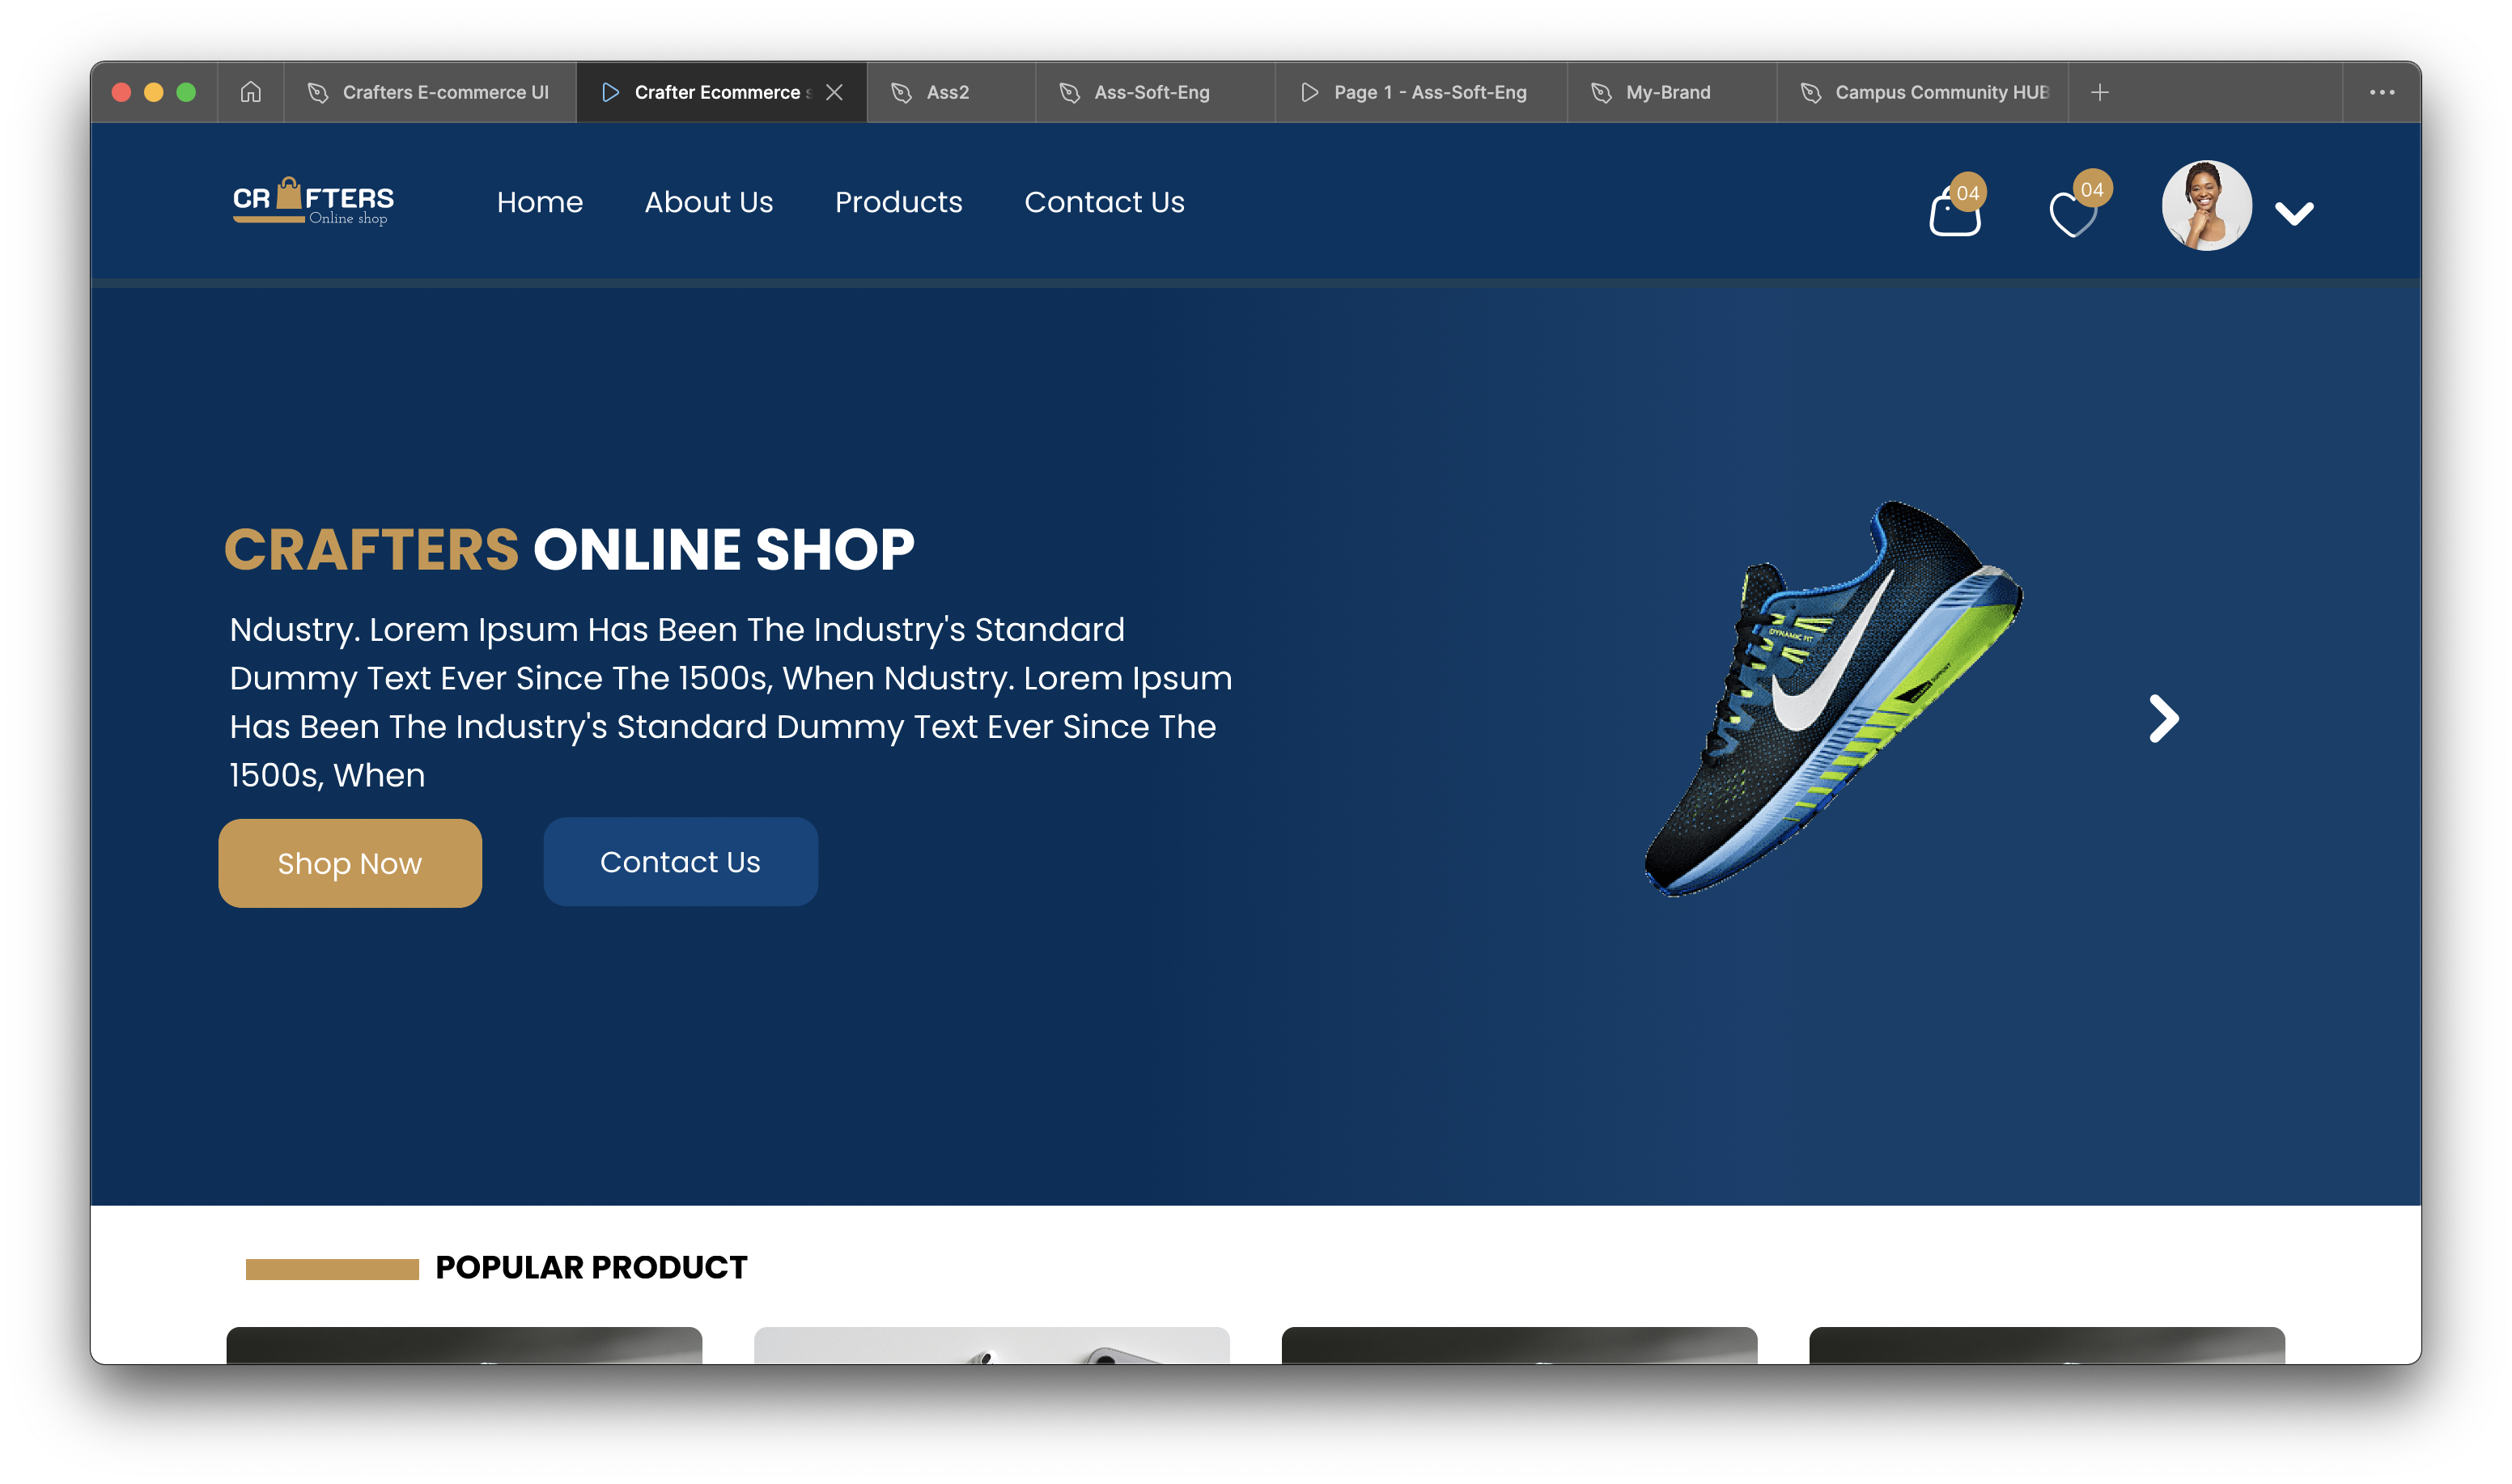 Crafters E-commerce UI
Crafter Ecommerce
Ass2
Ass-Soft-Eng
Page 1 - Ass-Soft-Eng
My-Brand
Campus Community HUB
CR FTERS
Online shop
Home
About Us
Products
Contact Us
04
04
CRAFTERS ONLINE SHOP
Ndustry. Lorem Ipsum Has Been The Industry's Standard
Dummy Text Ever Since The 1500s, When Ndustry. Lorem Ipsum
Has Been The Industry's Standard Dummy Text Ever Since The
1500s, When
DYNAMIC FIT
Shop Now
Contact Us
POPULAR PRODUCT